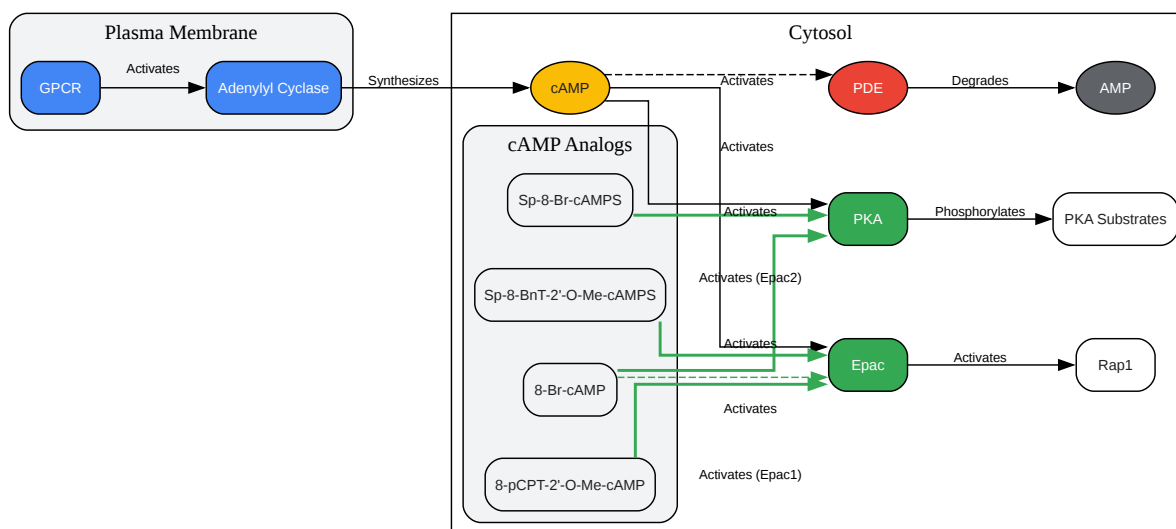 Plasma Membrane
Cytosol
GPCR
Activates
Adenylyl Cyclase
Synthesizes
cAMP
Activates
PDE
Degrades
AMP
Activates
cAMP Analogs
Sp-8-Br-cAMPS
Activates
PKA
Phosphorylates
PKA Substrates
Activates (Epac2)
Sp-8-BnT-2'-O-Me-cAMPS
Activates
Epac
Activates
Rap1
8-Br-cAMP
Activates
Activates (Epac1)
8-pCPT-2'-O-Me-cAMP